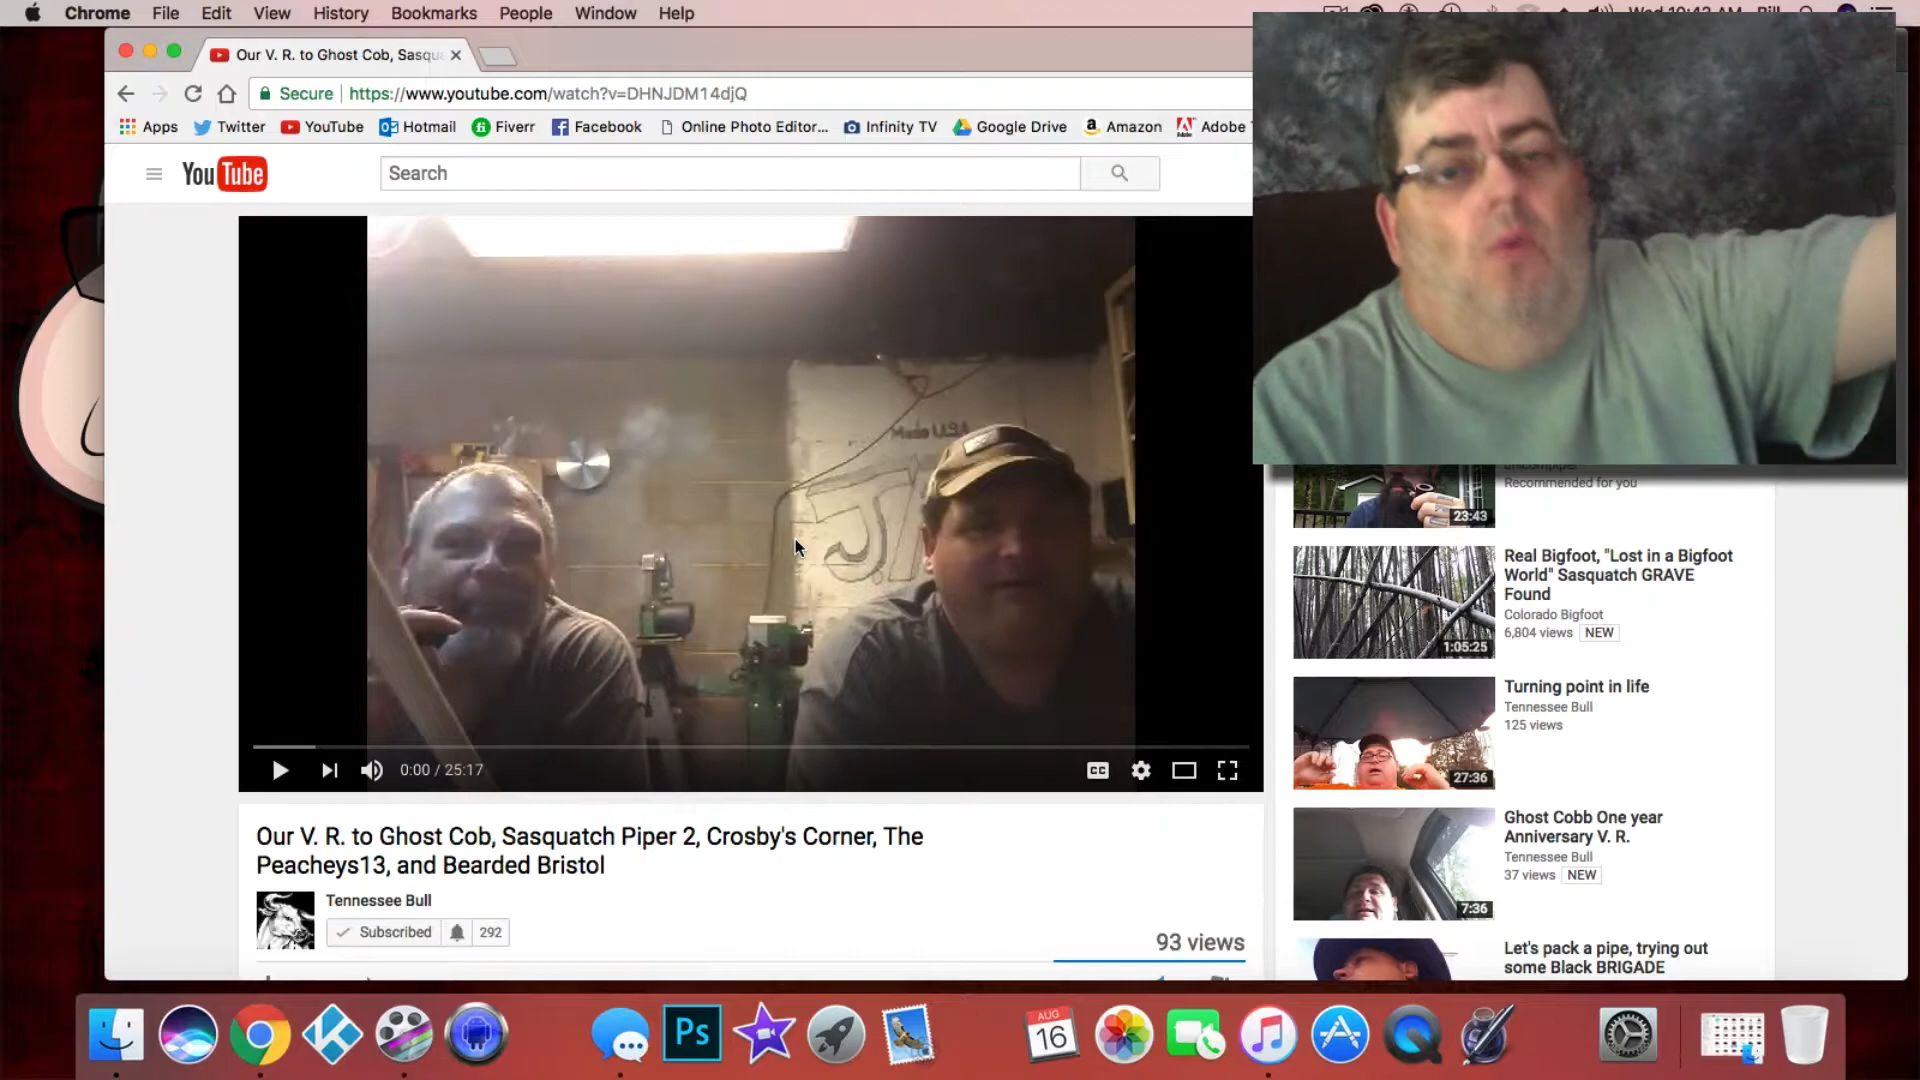 Chrome File Edit View History Bookmarks People Window Help
Our V. R. to Ghost Cob, Sasqu
Secure https://www.youtube.com/watch?v=DHNJDM14djQ
Apps Twitter YouTube Hotmail Fiverr Facebook Online Photo Editor... Infinity TV Google Drive Amazon Adobe
YouTube
Search
Made USA
CC
0:00 / 25:17
Our V. R. to Ghost Cob, Sasquatch Piper 2, Crosby's Corner, The
Peacheys13, and Bearded Bristol
Tennessee Bull
Subscribed 292
93 views
Recommended for you
23:43
Real Bigfoot, "Lost in a Bigfoot
World" Sasquatch GRAVE
Found
Colorado Bigfoot
6,804 views NEW
1:05:25
Turning point in life
Tennessee Bull
125 views
27:36
Ghost Cobb One year
Anniversary V. R.
Tennessee Bull
37 views NEW
7:36
Let's pack a pipe, trying out
some Black BRIGADE
Ps
AUG
16